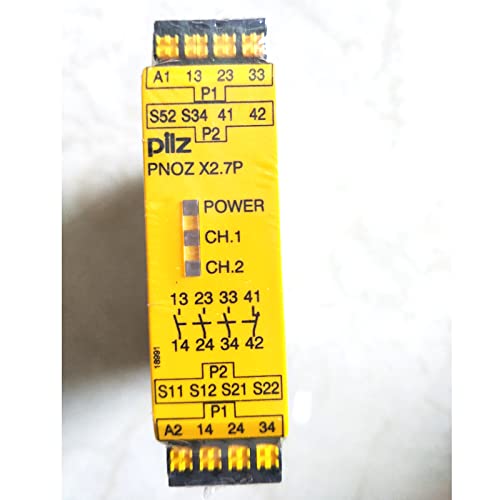 A1 13 23 33
P1
S52 S34 41 42
P2
pilz
PNOZ X2.7P
POWER
CH.1
CH.2
13 23 33 41
14 24 34 42
18991
P2
S11 S12 S21 S22
P1
A2 14 24 34